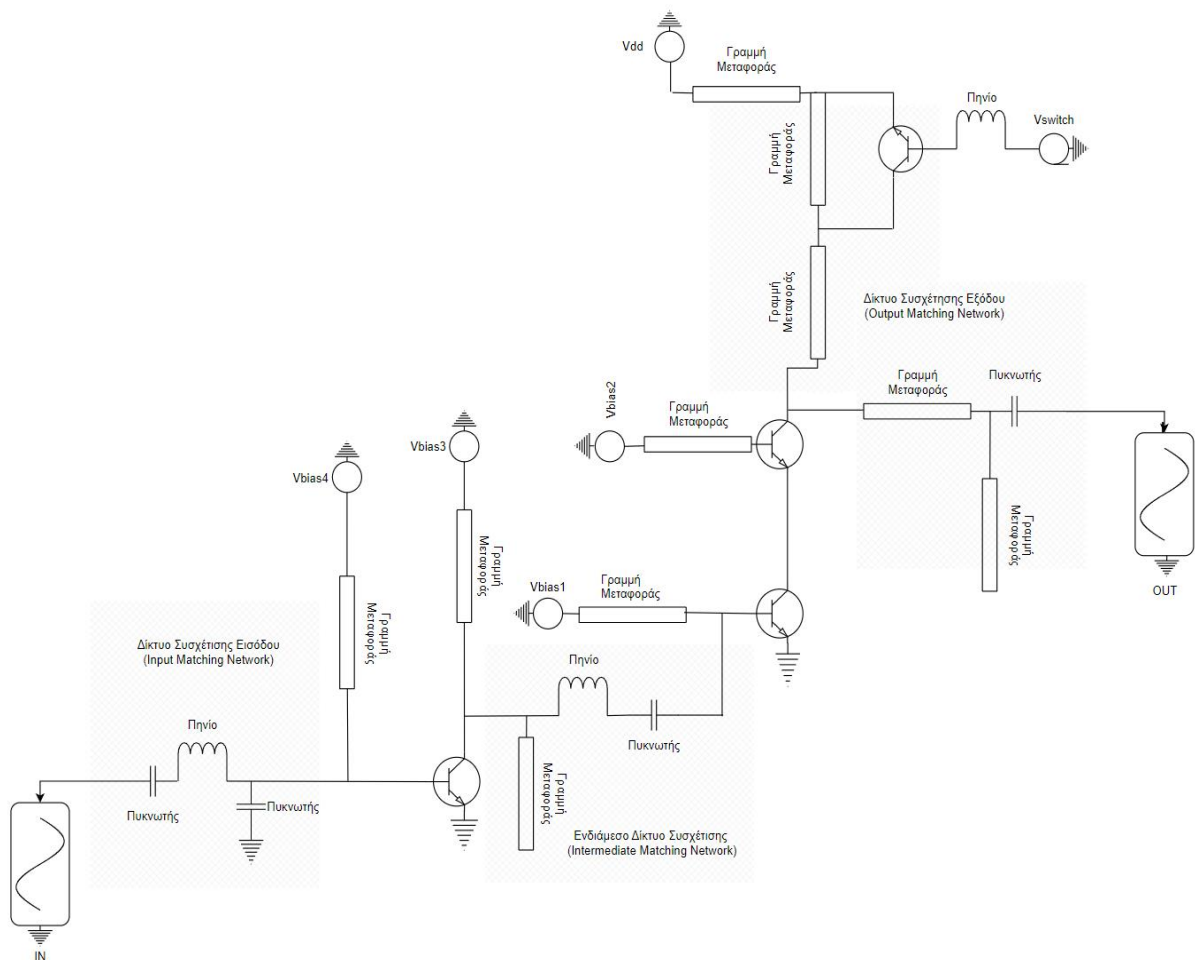 Vdd
Γραμμή
Μεταφοράς
Πηνίο
Vswitch
Γραμμή
Μεταφοράς
Γραμμή
Μεταφοράς
Δίκτυο Συσχέτησης Εξόδου
(Output Matching Network)
Γραμμή
Μεταφοράς
Πυκνωτής
Vbias2
Γραμμή
Μεταφοράς
Vbias3
Vbias4
Γραμμή
Μεταφοράς
Γραμμή
Μεταφοράς
OUT
Vbias1
Γραμμή
Μεταφοράς
Γραμμή
Μεταφοράς
Δίκτυο Συσχέτισης Εισόδου
(Input Matching Network)
Πηνίο
Πηνίο
Πυκνωτής
Γραμμή
Μεταφοράς
Πυκνωτής
Πυκνωτής
Ενδιάμεσο Δίκτυο Συσχέτισης
(Intermediate Matching Network)
IN